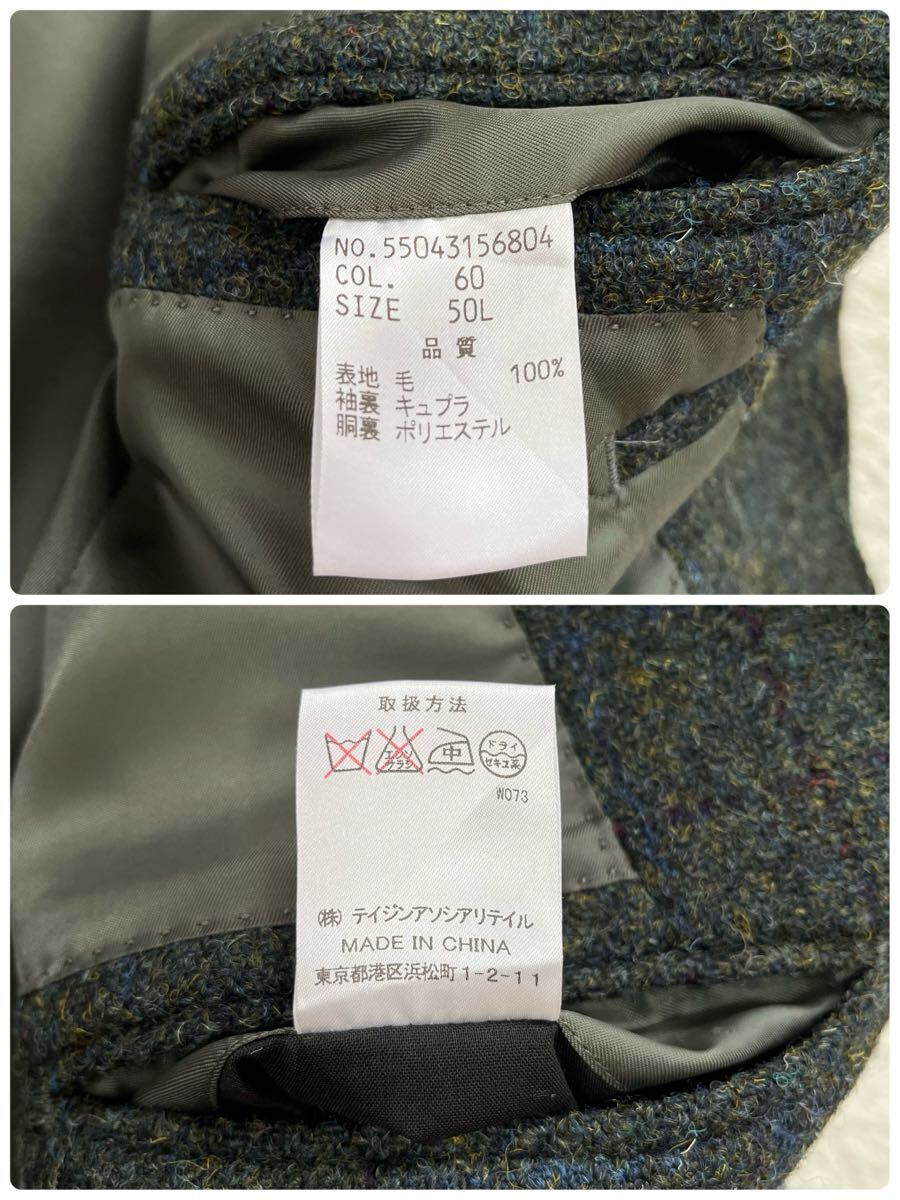 NO.55043156804
COL. 60
SIZE 50L
品質
表地 毛 100%
袖裏 キュプラ
胴裏 ポリエステル
取扱方法
エンソ
サラシ
中
ドライ
セキユ系
W073
(株) テイジンアソシアリテイル
MADE IN CHINA
東京都港区浜松町1-2-11